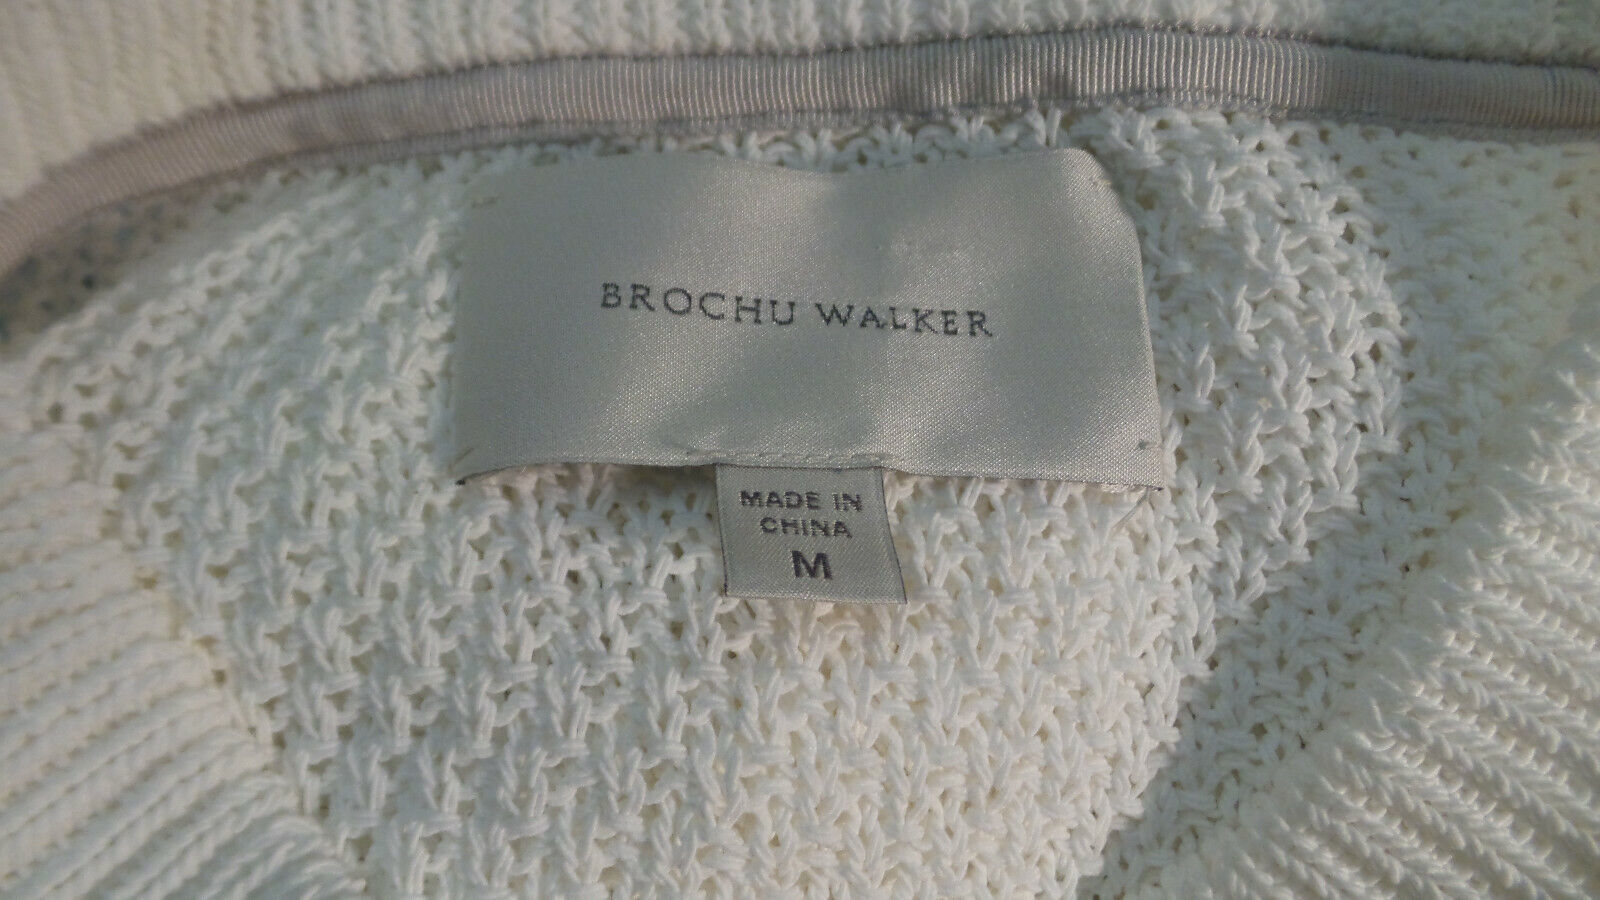 BROCHU WALKER
MADE IN
CHINA
M